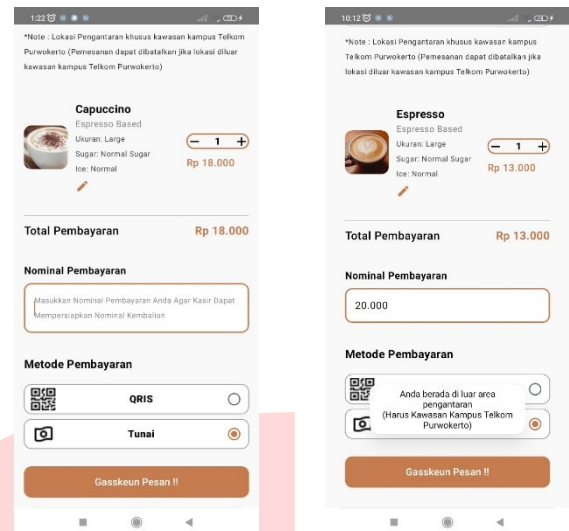 1:22
*Note : Lokasi Pengantaran khusus kawasan kampus Telkom
Purwokerto (Pemesanan dapat dibatalkan jika lokasi diluar
kawasan kampus Telkom Purwokerto)
Capuccino
Espresso Based
Ukuran: Large
Sugar: Normal Sugar
Ice: Normal
1
Rp 18.000
Total Pembayaran
Rp 18.000
Nominal Pembayaran
Masukkan Nominal Pembayaran Anda Agar Kasir Dapat
Mempersiapkan Nominal Kembalian
Metode Pembayaran
QRIS
Tunai
Gasskeun Pesan !!
10:12
*Note : Lokasi Pengantaran khusus kawasan kampus
Telkom Purwokerto (Pemesanan dapat dibatalkan jika
lokasi diluar kawasan kampus Telkom Purwokerto)
Espresso
Espresso Based
Ukuran: Large
Sugar: Normal Sugar
Ice: Normal
1
Rp 13.000
Total Pembayaran
Rp 13.000
Nominal Pembayaran
20.000
Metode Pembayaran
Anda berada di luar area
pengantaran
(Harus Kawasan Kampus Telkom
Purwokerto)
Gasskeun Pesan !!